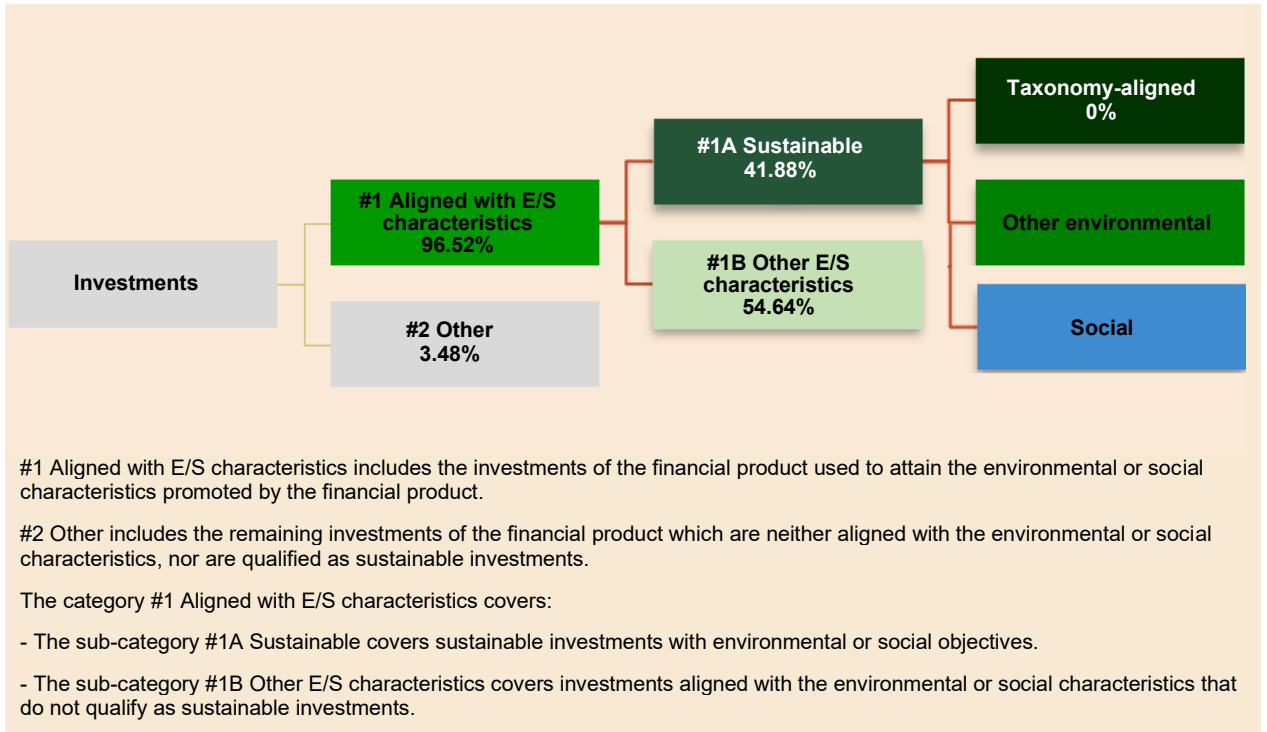 Investments
#1 Aligned with E/S
characteristics
96.52%
#2 Other
3.48%
#1A Sustainable
41.88%
#1B Other E/S
characteristics
54.64%
Taxonomy-aligned
0%
Other environmental
Social
#1 Aligned with E/S characteristics includes the investments of the financial product used to attain the environmental or social
characteristics promoted by the financial product.
#2 Other includes the remaining investments of the financial product which are neither aligned with the environmental or social
characteristics, nor are qualified as sustainable investments.
The category #1 Aligned with E/S characteristics covers:
- The sub-category #1A Sustainable covers sustainable investments with environmental or social objectives.
- The sub-category #1B Other E/S characteristics covers investments aligned with the environmental or social characteristics that
do not qualify as sustainable investments.